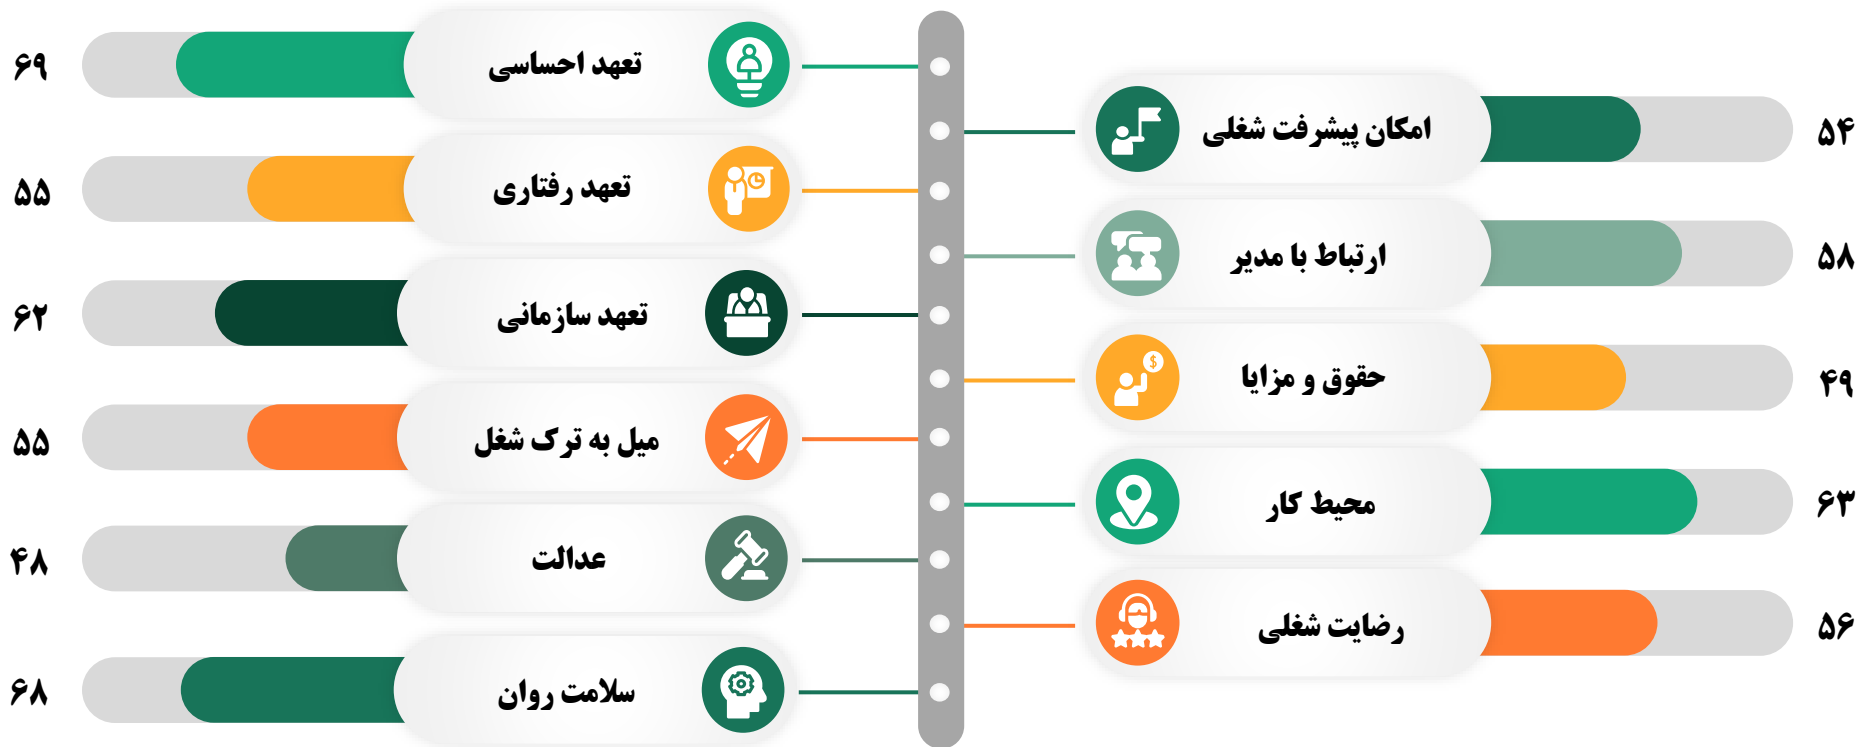 امکان پیشرفت شغلی
۵۴
ارتباط با مدیر
۵۸
حقوق و مزایا
۴۹
محیط کار
۶۳
رضایت شغلی
۵۶
تعهد احساسی
۶۹
تعهد رفتاری
۵۵
تعهد سازمانی
۶۲
میل به ترک شغل
۵۵
عدالت
۴۸
سلامت روان
۶۸